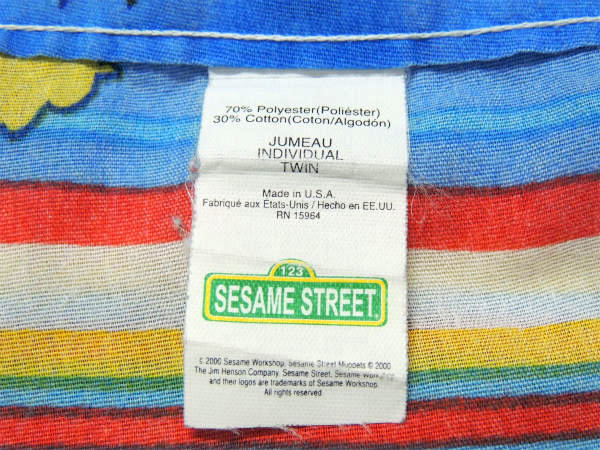 70% Polyester(Poliéster)
30% Cotton(Coton/Algodón)
JUMEAU
INDIVIDUAL
TWIN
Made in U.S.A.
Fabriqué aux États-Unis / Hecho en EE.UU.
RN 15964
123
SESAME STREET
© 2000 Sesame Workshop. Sesame Street Muppets © 2000
The Jim Henson Company. Sesame Street, Sesame Workshop,
and their logos are trademarks of Sesame Workshop.
All rights reserved